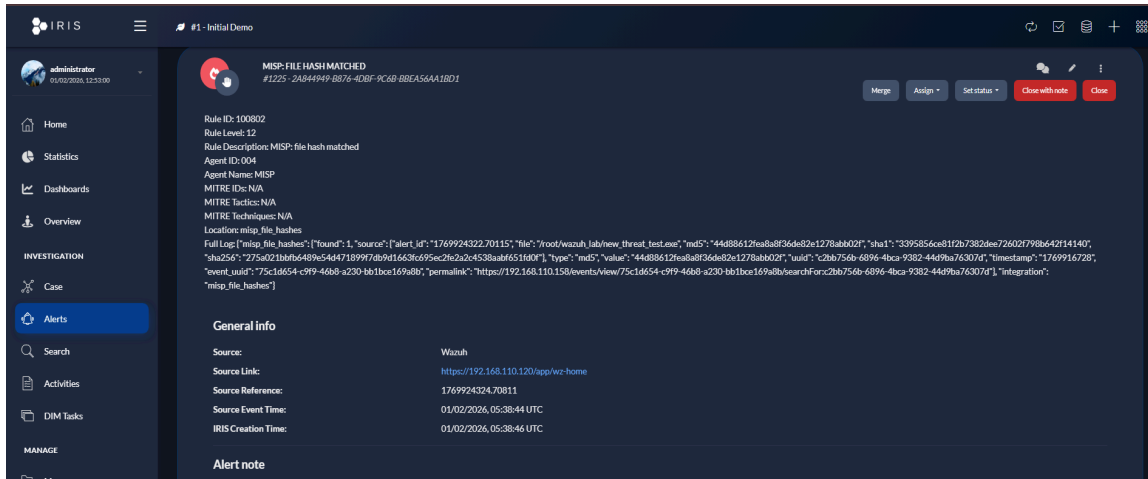 IRIS
#1 - Initial Demo
administrator
01/02/2026, 12:53:00
Home
Statistics
Dashboards
Overview
INVESTIGATION
Case
Alerts
Search
Activities
DIM Tasks
MANAGE
MISP: FILE HASH MATCHED
#1225 - 2A844949-B876-4DBF-9C6B-BBEA56AA1BD1
Merge
Assign
Set status
Close with note
Close
Rule ID: 100802
Rule Level: 12
Rule Description: MISP: file hash matched
Agent ID: 004
Agent Name: MISP
MITRE IDs: N/A
MITRE Tactics: N/A
MITRE Techniques: N/A
Location: misp_file_hashes
Full Log: {"misp_file_hashes": {"found": 1, "source": {"alert_id": "1769924322.70115", "file": "/root/wazuh_lab/new_threat_test.exe", "md5": "44d88612fea8a8f36de82e1278abb02f", "sha1": "3395856ce81f2b7382dee72602f798b642f14140",
"sha256": "275a021bbfb6489e54d471899f7db9d1663fc695ec2fe2a2c4538aabf651fd0f"}, "type": "md5", "value": "44d88612fea8a8f36de82e1278abb02f", "uuid": "c2bb756b-6896-4bca-9382-44d9ba76307d", "timestamp": "1769916728",
"event_uuid": "75c1d654-c9f9-46b8-a230-bb1bce169a8b", "permalink": "https://192.168.110.158/events/view/75c1d654-c9f9-46b8-a230-bb1bce169a8b/searchFor:c2bb756b-6896-4bca-9382-44d9ba76307d"}, "integration":
"misp_file_hashes"}
General info
Source: Wazuh
Source Link: https://192.168.110.120/app/wz-home
Source Reference: 1769924324.70811
Source Event Time: 01/02/2026, 05:38:44 UTC
IRIS Creation Time: 01/02/2026, 05:38:46 UTC
Alert note